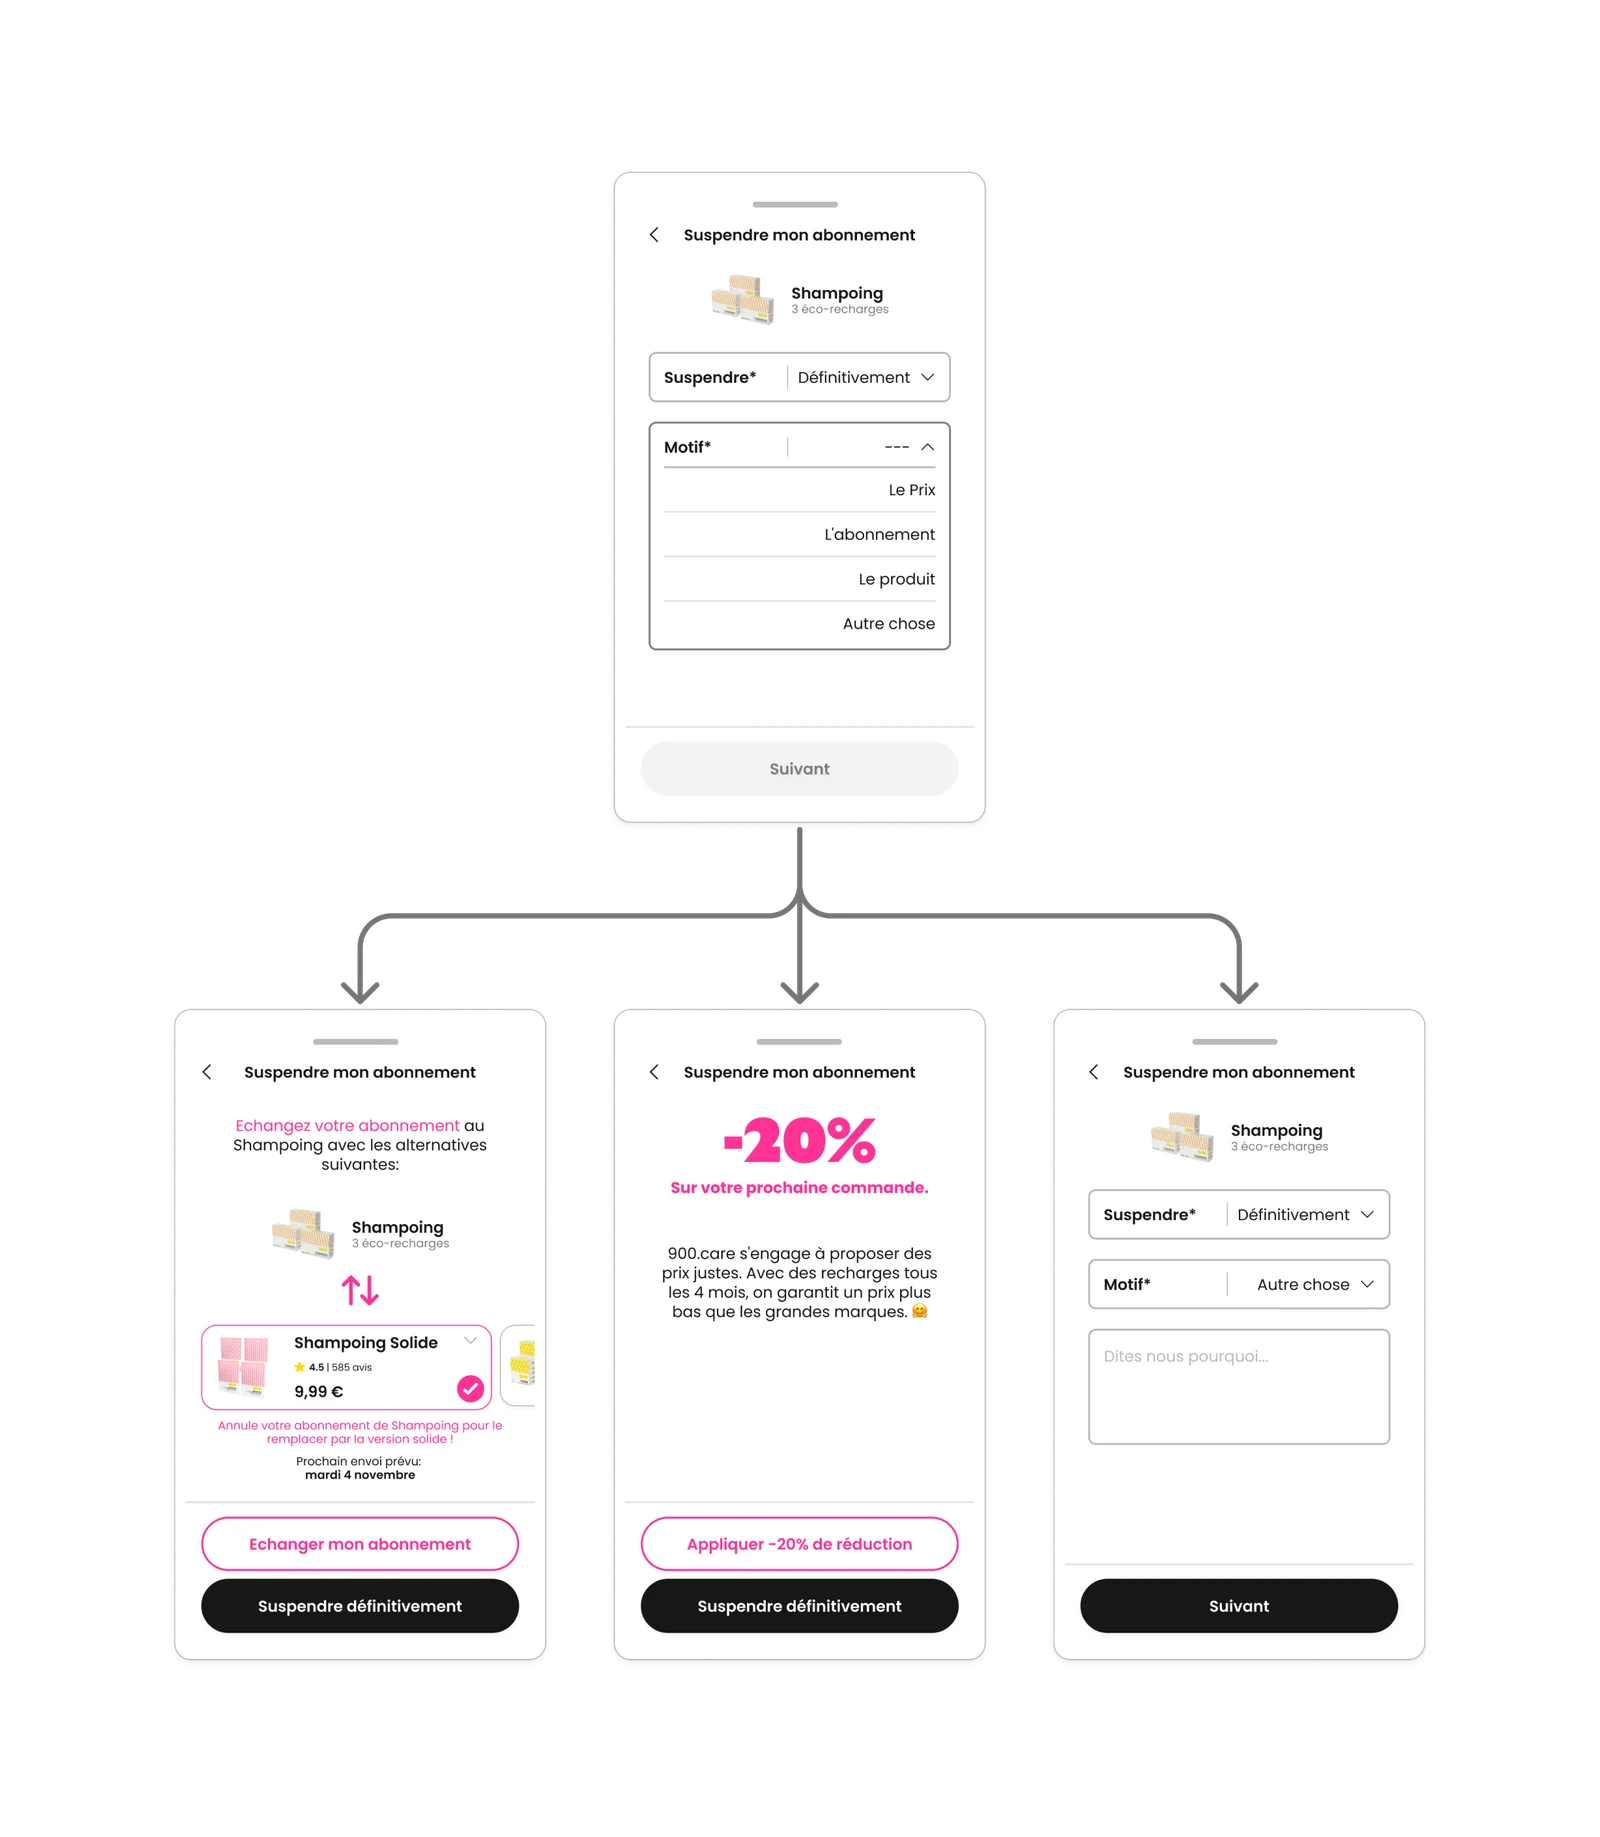 Suspendre mon abonnement
Shampoing
3 éco-recharges
Suspendre* Définitivement
Motif* ---
Le Prix
L'abonnement
Le produit
Autre chose
Suivant
Suspendre mon abonnement
Echangez votre abonnement au
Shampoing avec les alternatives
suivantes:
Shampoing
3 éco-recharges
Shampoing Solide
4.5 | 585 avis
9,99 €
Annule votre abonnement de Shampoing pour le
remplacer par la version solide !
Prochain envoi prévu:
mardi 4 novembre
Echanger mon abonnement
Suspendre définitivement
Suspendre mon abonnement
-20%
Sur votre prochaine commande.
900.care s'engage à proposer des
prix justes. Avec des recharges tous
les 4 mois, on garantit un prix plus
bas que les grandes marques. 🤗
Appliquer -20% de réduction
Suspendre définitivement
Suspendre mon abonnement
Shampoing
3 éco-recharges
Suspendre* Définitivement
Motif* Autre chose
Dites nous pourquoi...
Suivant